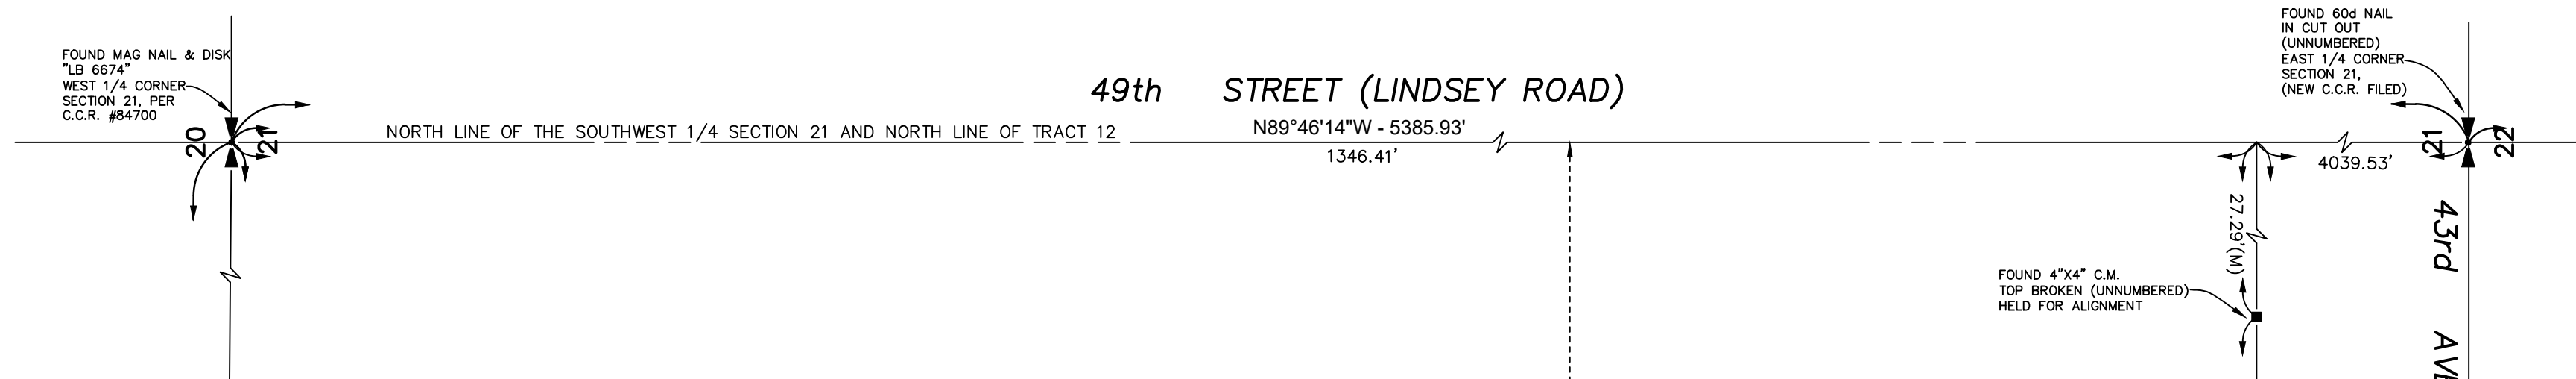 FOUND MAG NAIL & DISK
"LB 6674"
WEST 1/4 CORNER
SECTION 21, PER
C.C.R. #84700
20
21
NORTH LINE OF THE SOUTHWEST 1/4 SECTION 21 AND NORTH LINE OF TRACT 12
49th STREET (LINDSEY ROAD)
N89°46'14"W - 5385.93'
1346.41'
FOUND 60d NAIL
IN CUT OUT
(UNNUMBERED)
EAST 1/4 CORNER
SECTION 21,
(NEW C.C.R. FILED)
21
22
4039.53'
27.29'(M)
FOUND 4"X4" C.M.
TOP BROKEN (UNNUMBERED)
HELD FOR ALIGNMENT
43rd AVE